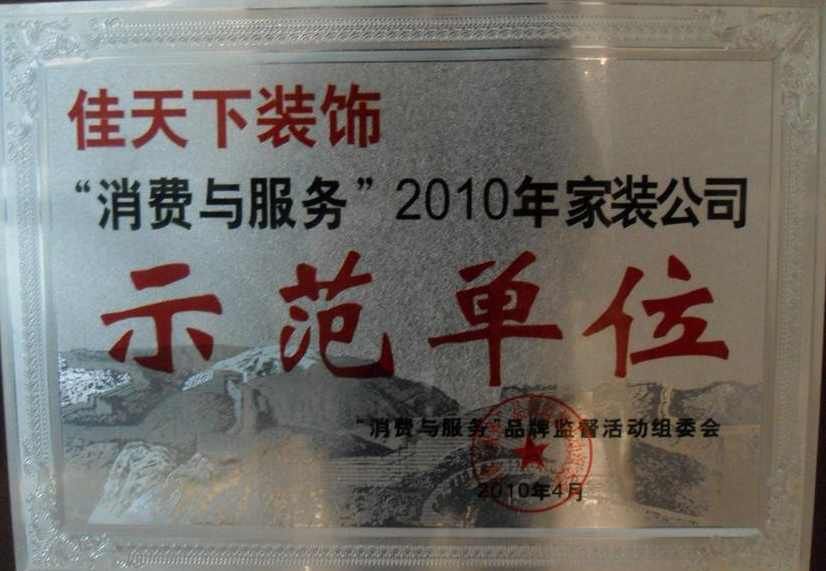 佳天下装饰
“消费与服务”2010年家装公司
示范单位
“消费与服务”品牌监督活动组委会
2010年4月